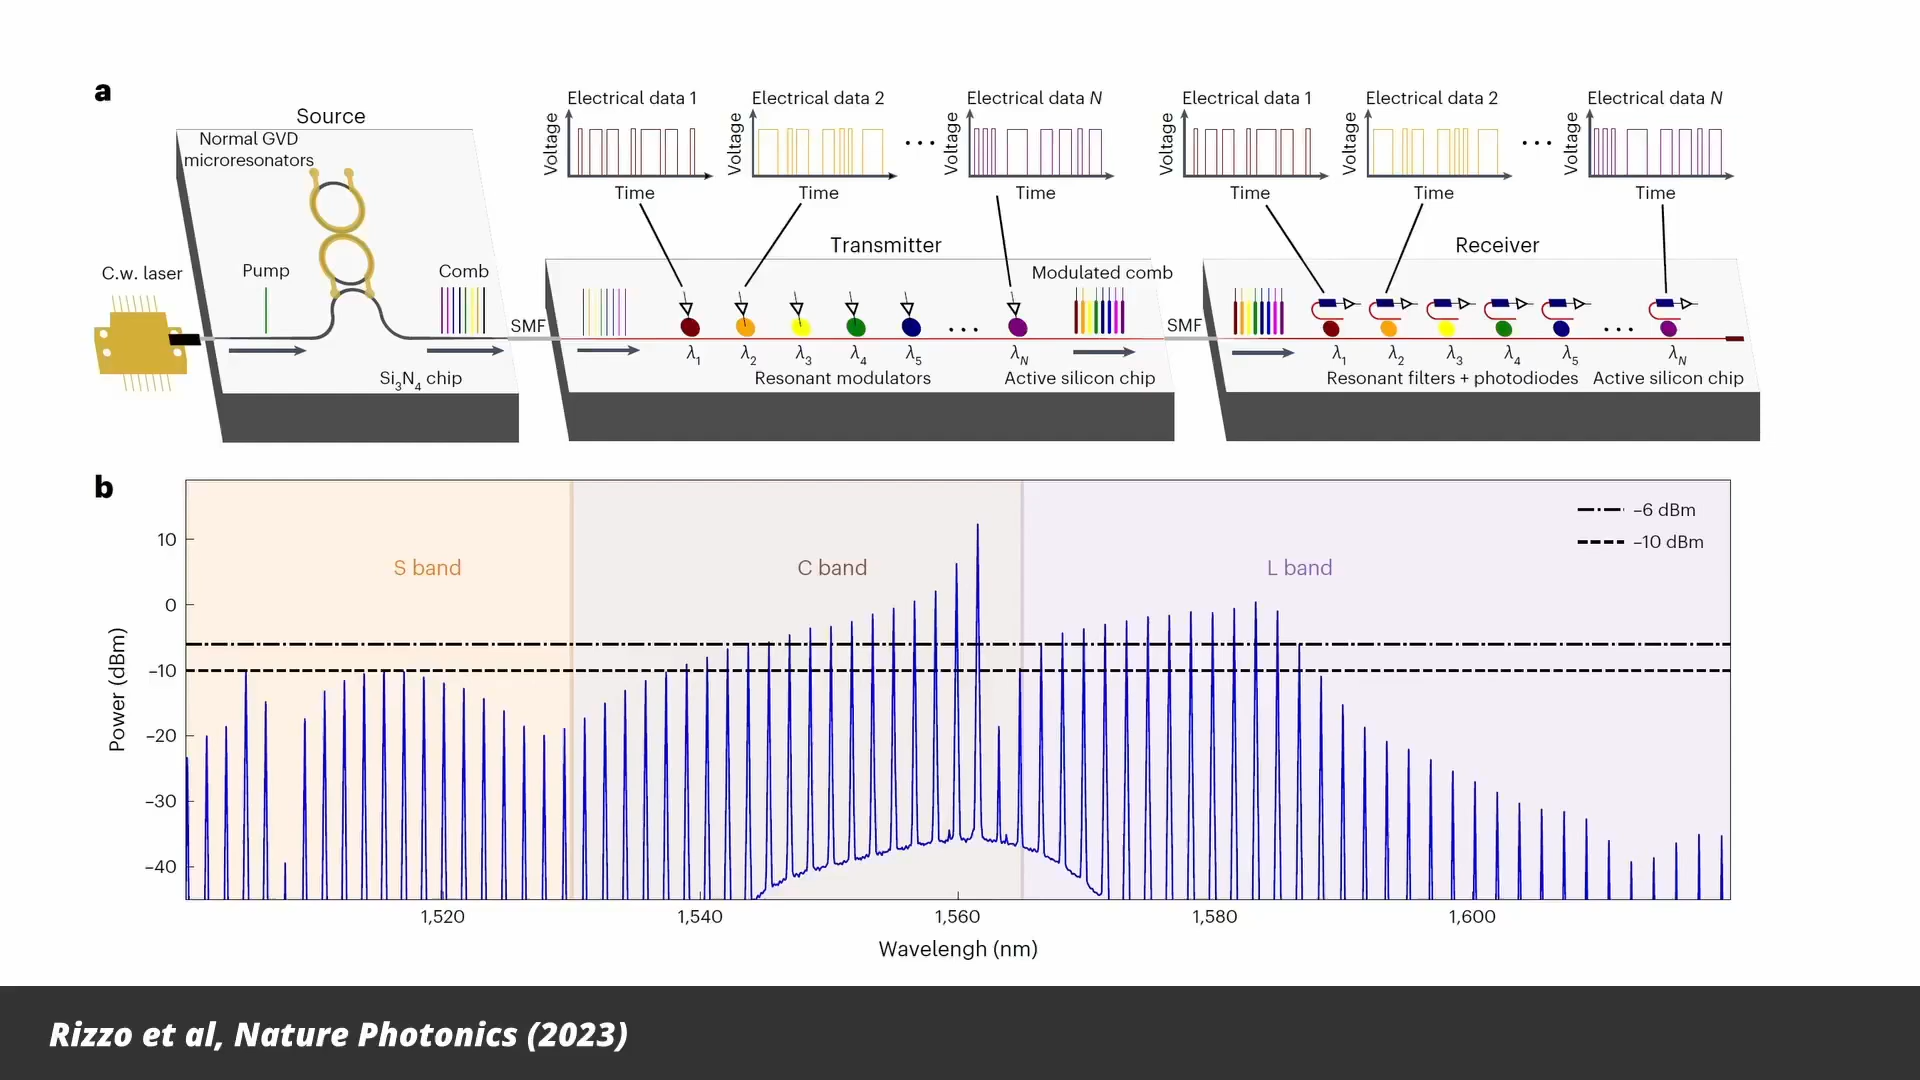 a
Source
Normal GVD
microresonators
C.w. laser
Pump
Comb
Si3N4 chip
SMF
Electrical data 1
Voltage
Time
Electrical data 2
Voltage
Time
...
Electrical data N
Voltage
Time
Transmitter
Modulated comb
λ1 λ2 λ3 λ4 λ5 ... λN
Resonant modulators
Active silicon chip
SMF
Electrical data 1
Voltage
Time
Electrical data 2
Voltage
Time
...
Electrical data N
Voltage
Time
Receiver
λ1 λ2 λ3 λ4 λ5 ... λN
Resonant filters + photodiodes
Active silicon chip
b
–6 dBm
–10 dBm
S band
C band
L band
Power (dBm)
10
0
–10
–20
–30
–40
1,520 1,540 1,560 1,580 1,600
Wavelengh (nm)
Rizzo et al, Nature Photonics (2023)